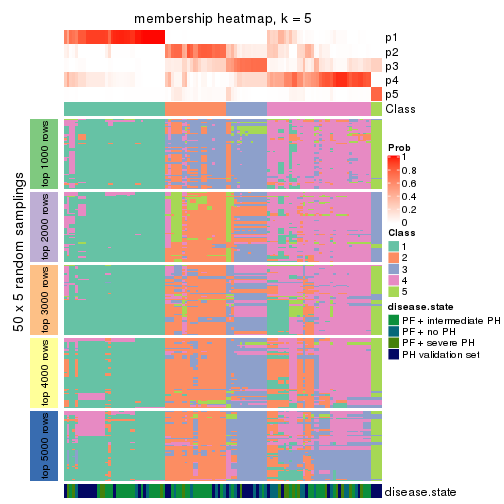 membership heatmap, k = 5
p1
p2
p3
p4
p5
Class
50 x 5 random samplings
top 1000 rows
top 2000 rows
top 3000 rows
top 4000 rows
top 5000 rows
Prob
1
0.8
0.6
0.4
0.2
0
Class
1
2
3
4
5
disease.state
PF + intermediate PH
PF + no PH
PF + severe PH
PH validation set
disease.state